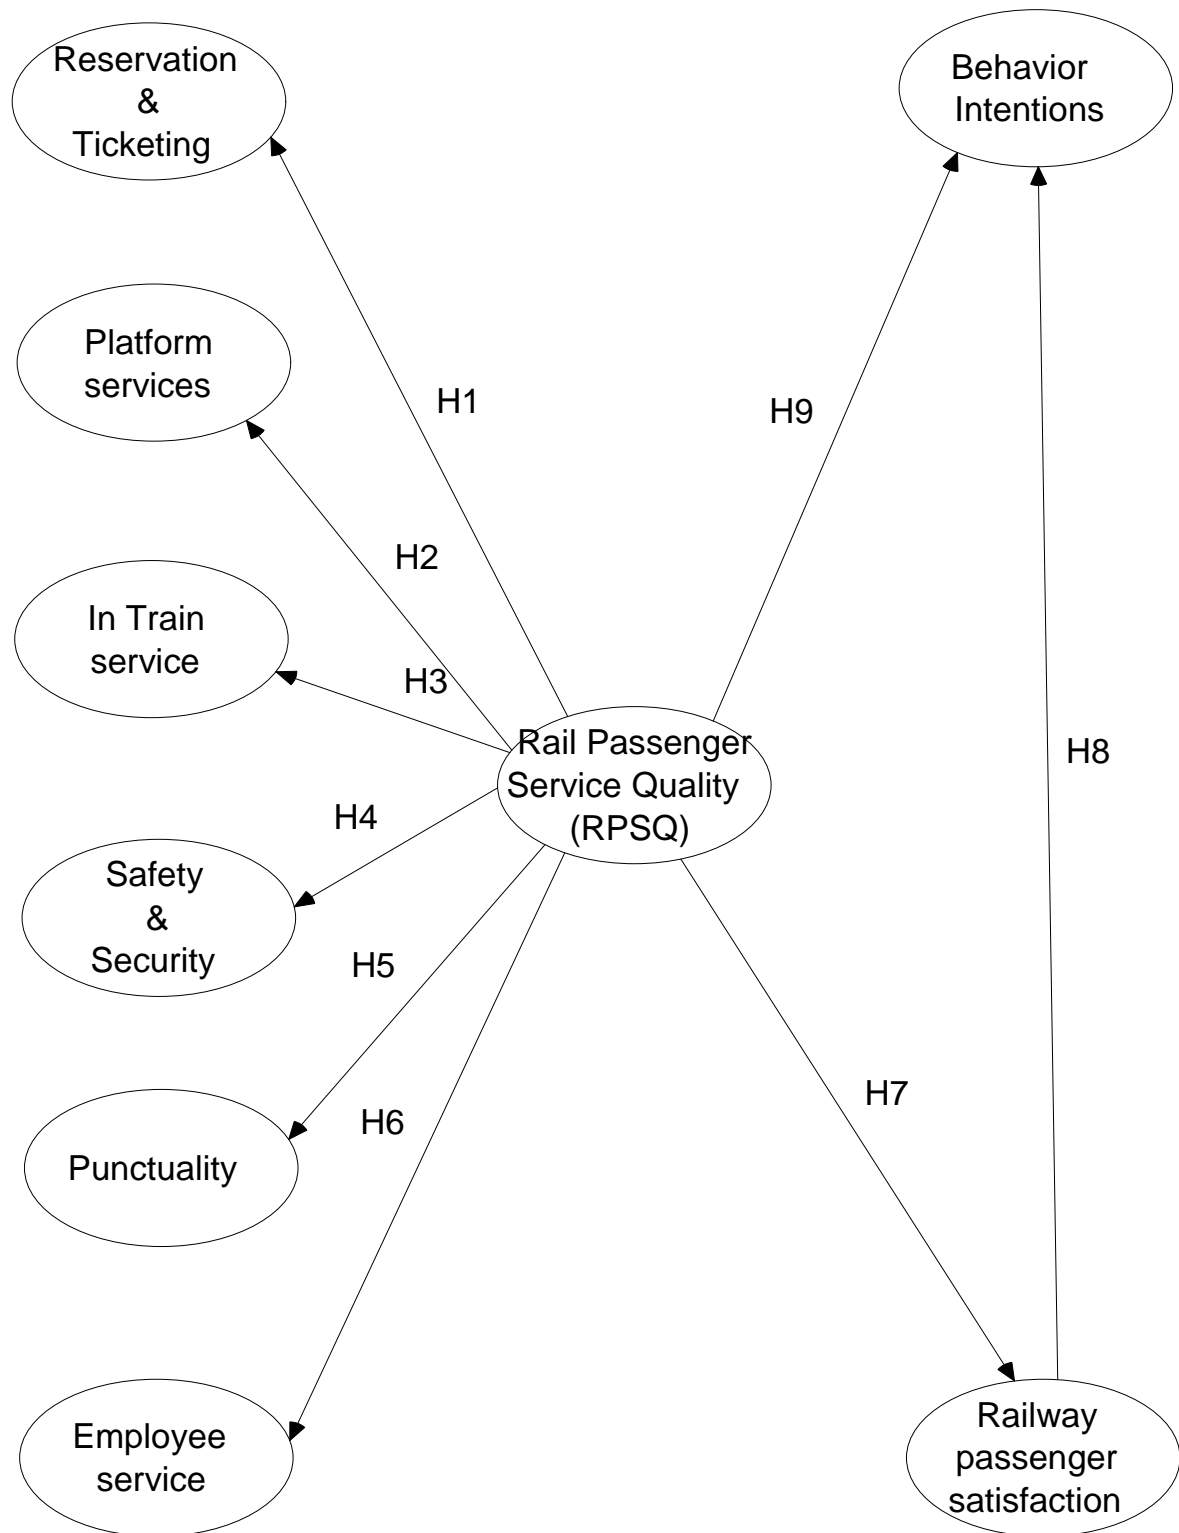 Reservation
&
Ticketing
Behavior
Intentions
Platform
services
H1
H9
H2
In Train
service
H3
Rail Passenger
Service Quality
(RPSQ)
H8
H4
Safety
&
Security
H5
H7
H6
Punctuality
Employee
service
Railway
passenger
satisfaction